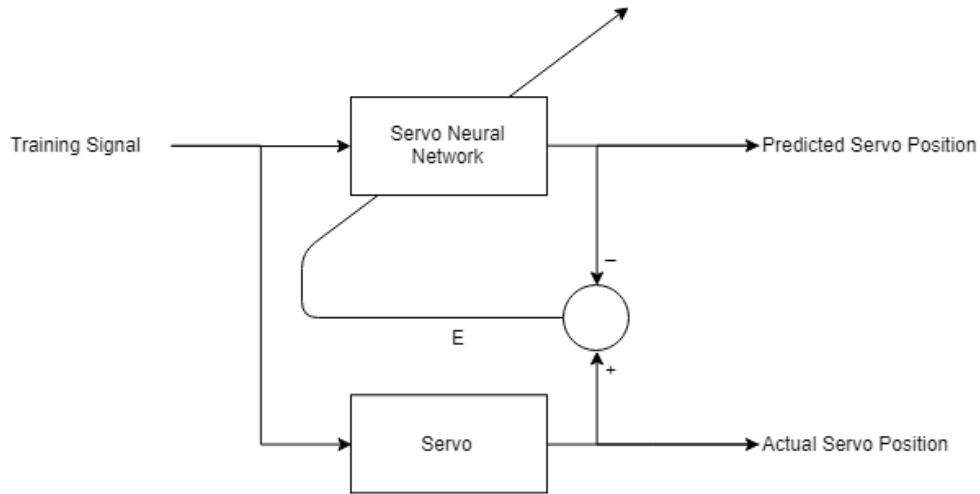 Training Signal
Servo Neural
Network
Predicted Servo Position
–
E
+
Servo
Actual Servo Position